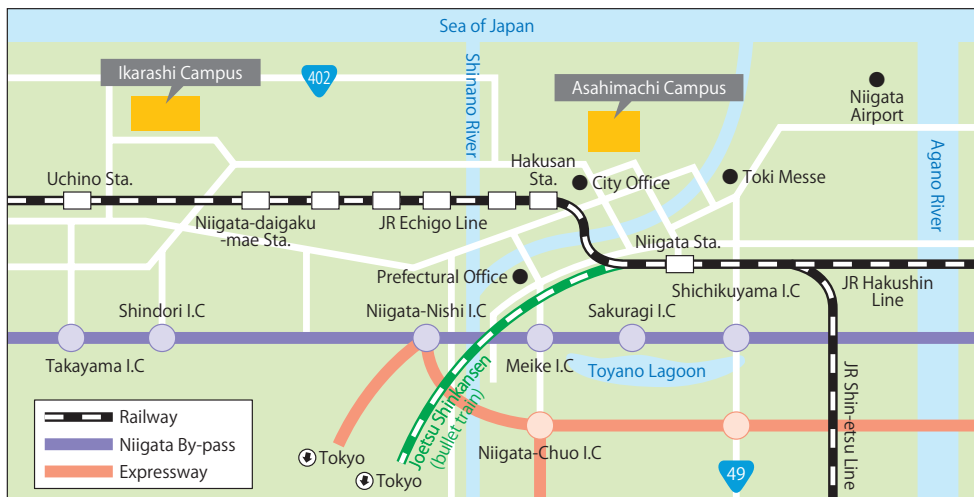 Sea of Japan
Ikarashi Campus
402
Shinano River
Asahimachi Campus
Niigata
Airport
Agano River
Uchino Sta.
Hakusan
Sta.
City Office
Toki Messe
Niigata-daigaku
-mae Sta.
JR Echigo Line
Niigata Sta.
Prefectural Office
Shichikuyama I.C
JR Hakushin
Line
Shindori I.C
Niigata-Nishi I.C
Sakuragi I.C
Takayama I.C
Meike I.C
Toyano Lagoon
Joetsu Shinkansen
(bullet train)
JR Shin-etsu Line
Railway
Niigata By-pass
Expressway
Tokyo
Tokyo
Niigata-Chuo I.C
49